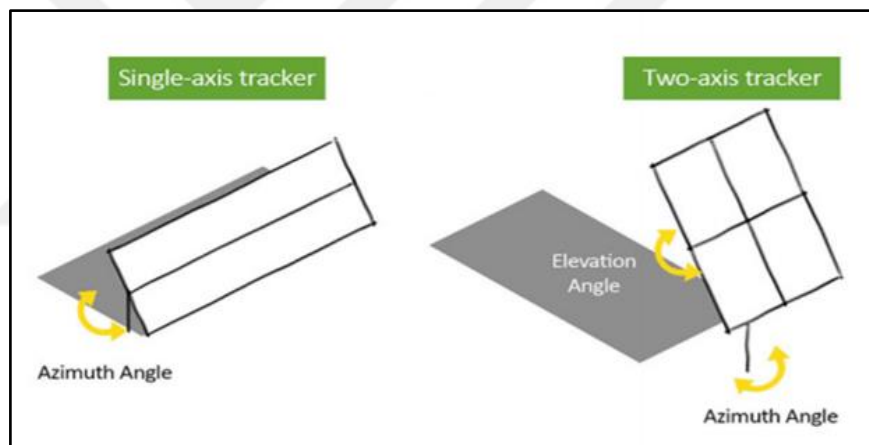 Single-axis tracker
Two-axis tracker
Elevation
Angle
Azimuth Angle
Azimuth Angle